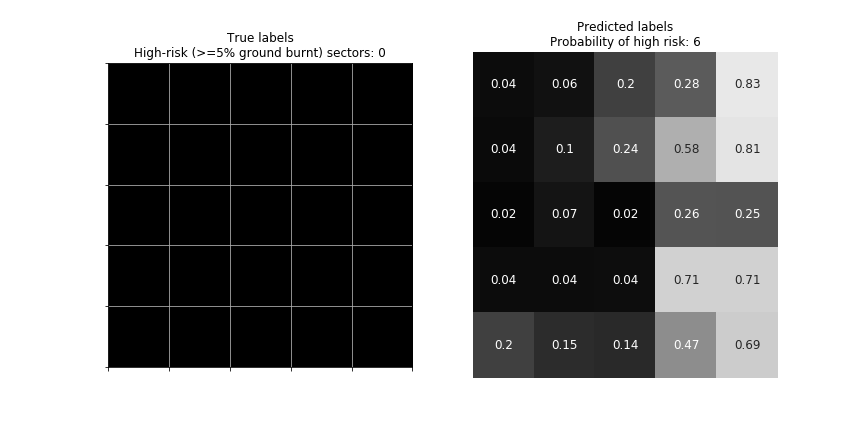 True labels
High-risk (>=5% ground burnt) sectors: 0
Predicted labels
Probability of high risk: 6
0.04 0.06 0.2 0.28 0.83
0.04 0.1 0.24 0.58 0.81
0.02 0.07 0.02 0.26 0.25
0.04 0.04 0.04 0.71 0.71
0.2 0.15 0.14 0.47 0.69